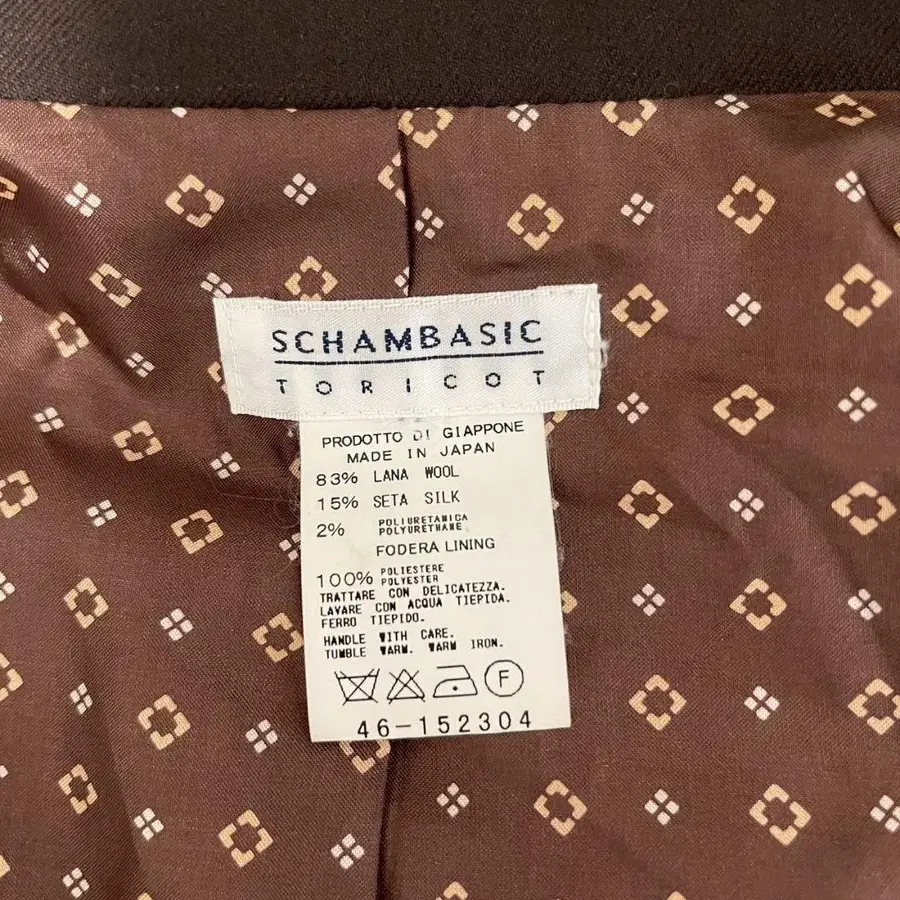 SCHAMBASIC
TORICOT
PRODOTTO DI GIAPPONE
MADE IN JAPAN
83% LANA WOOL
15% SETA SILK
2% POLIURETANICA
POLYURETHANE
FODERA LINING
100% POLIESTERE
POLYESTER
TRATTARE CON DELICATEZZA.
LAVARE CON ACQUA TIEPIDA.
FERRO TIEPIDO.
HANDLE WITH CARE.
TUMBLE WARM. WARM IRON.
F
46-152304